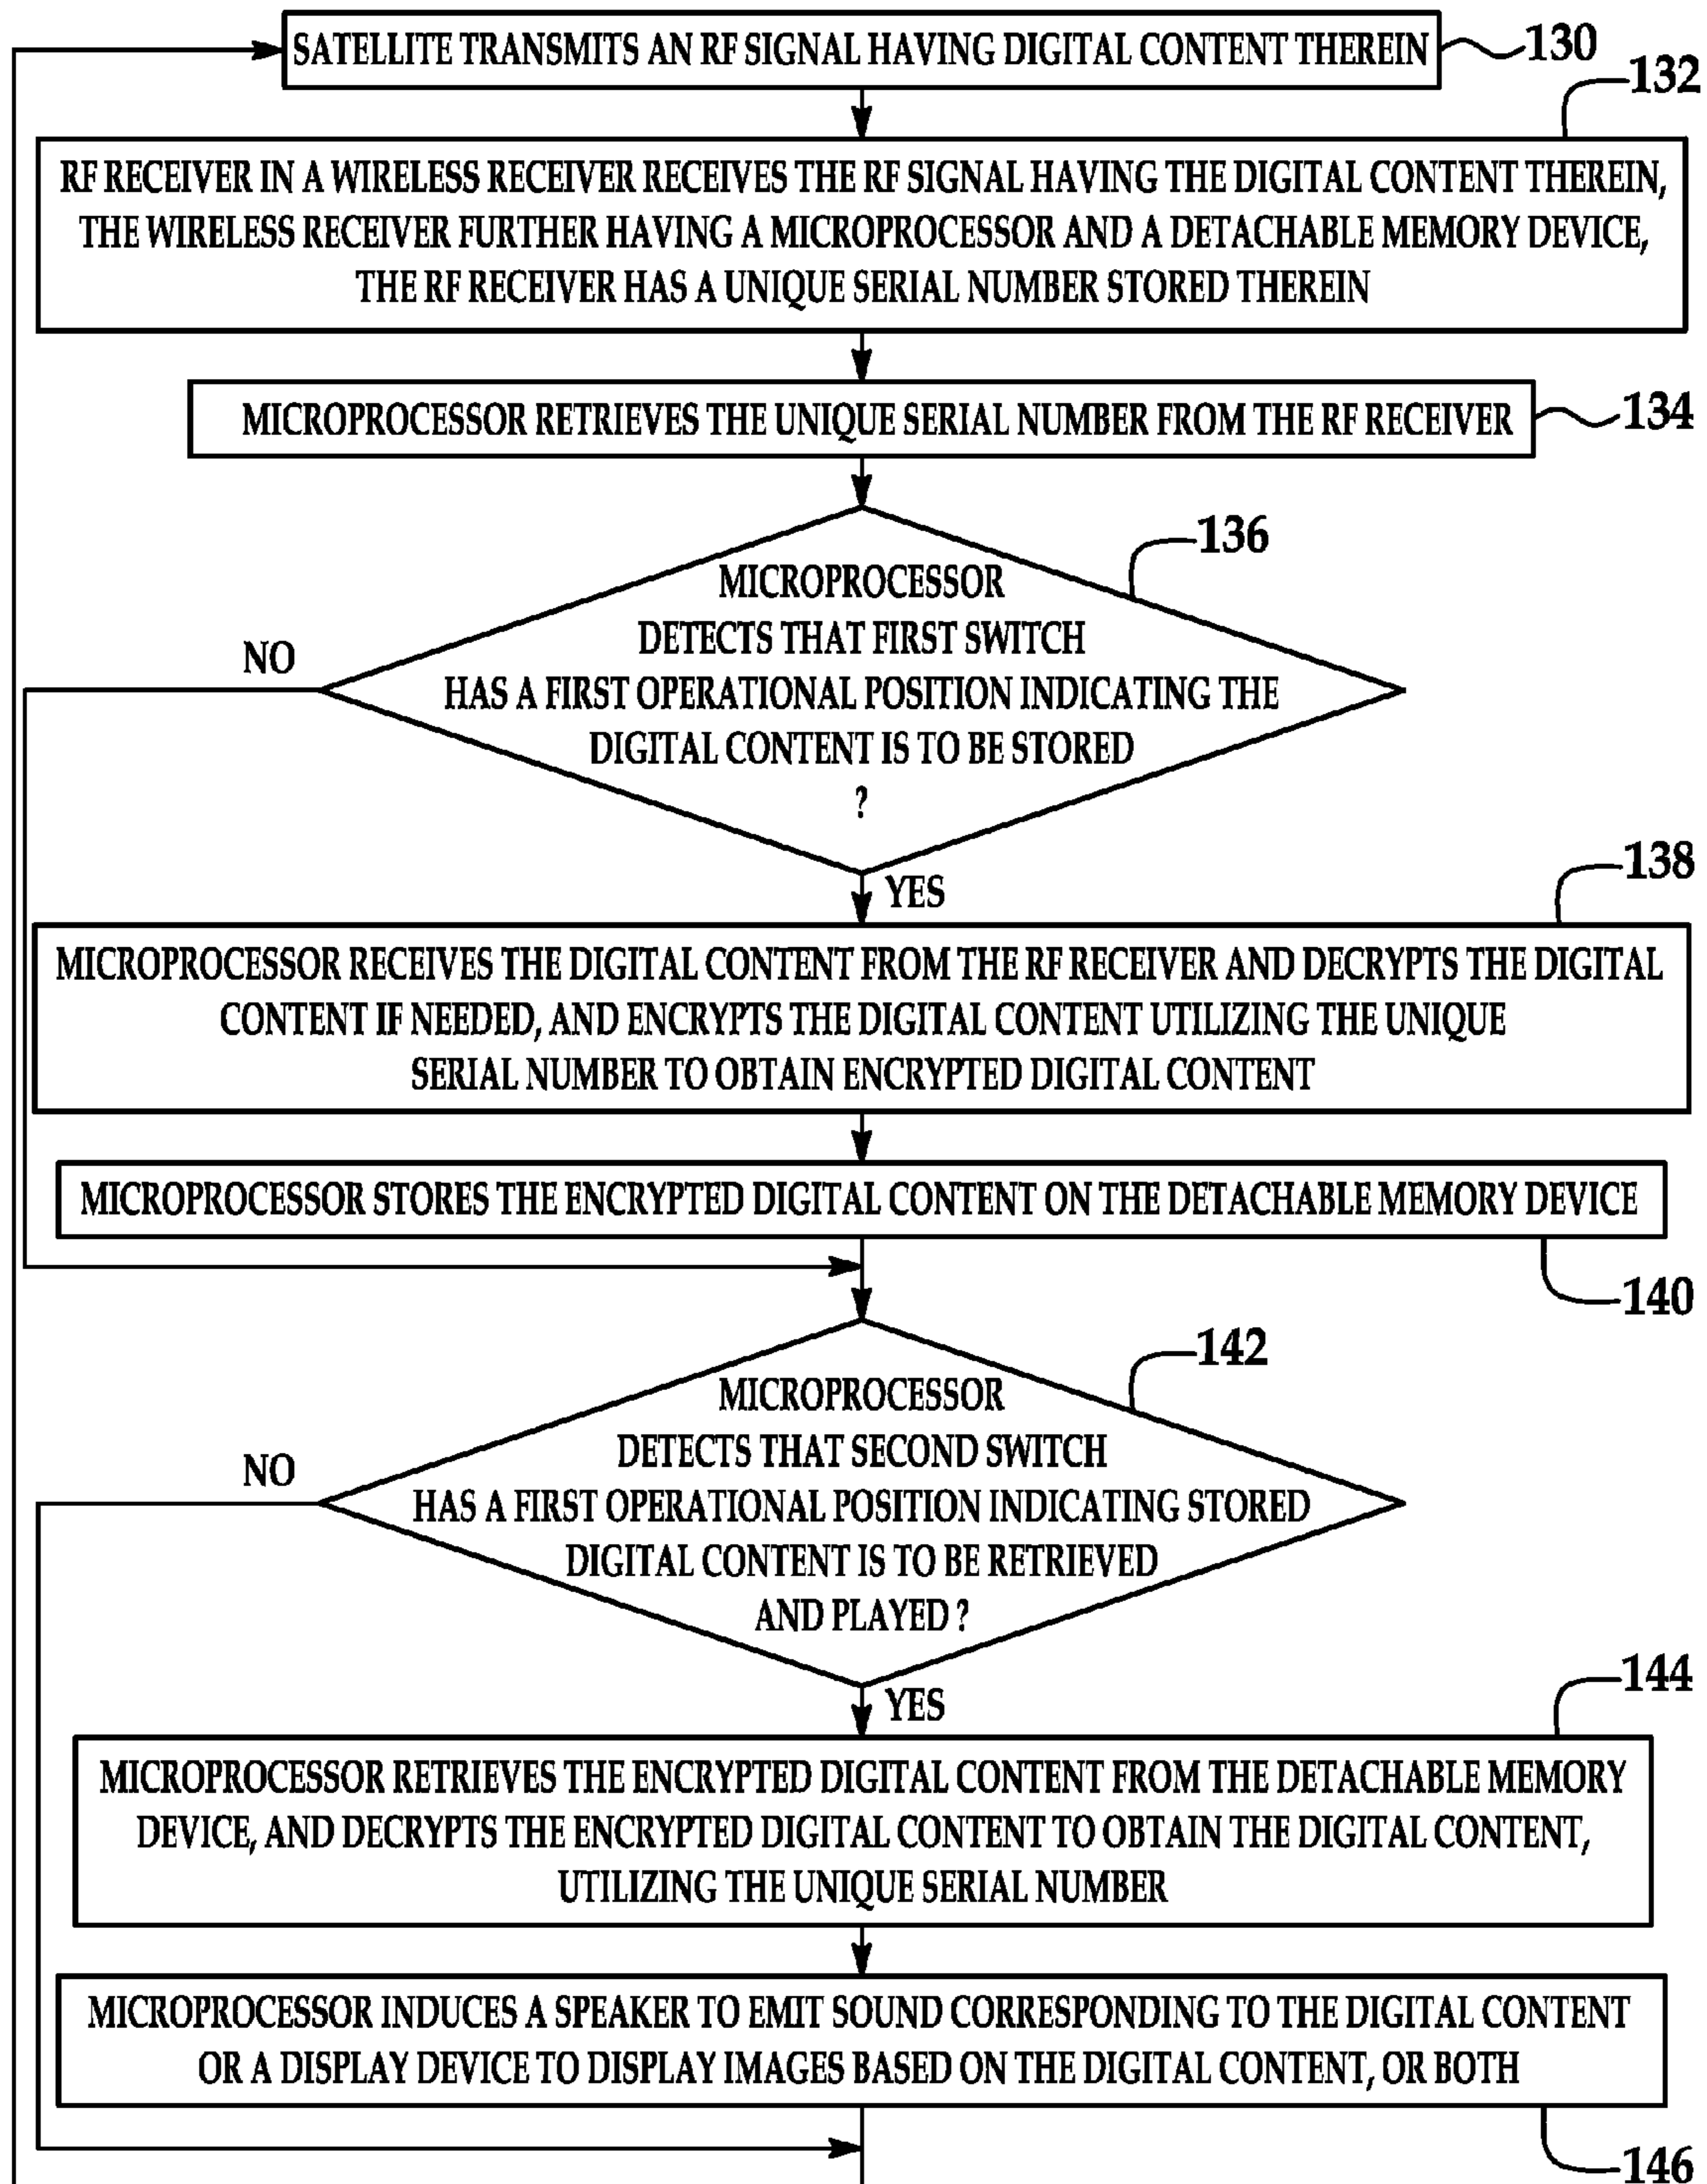 SATELLITE TRANSMITS AN RF SIGNAL HAVING DIGITAL CONTENT THEREIN
130
132
RF RECEIVER IN A WIRELESS RECEIVER RECEIVES THE RF SIGNAL HAVING THE DIGITAL CONTENT THEREIN,
THE WIRELESS RECEIVER FURTHER HAVING A MICROPROCESSOR AND A DETACHABLE MEMORY DEVICE,
THE RF RECEIVER HAS A UNIQUE SERIAL NUMBER STORED THEREIN
MICROPROCESSOR RETRIEVES THE UNIQUE SERIAL NUMBER FROM THE RF RECEIVER
134
136
MICROPROCESSOR
DETECTS THAT FIRST SWITCH
HAS A FIRST OPERATIONAL POSITION INDICATING THE
DIGITAL CONTENT IS TO BE STORED
?
NO
YES
138
MICROPROCESSOR RECEIVES THE DIGITAL CONTENT FROM THE RF RECEIVER AND DECRYPTS THE DIGITAL
CONTENT IF NEEDED, AND ENCRYPTS THE DIGITAL CONTENT UTILIZING THE UNIQUE
SERIAL NUMBER TO OBTAIN ENCRYPTED DIGITAL CONTENT
MICROPROCESSOR STORES THE ENCRYPTED DIGITAL CONTENT ON THE DETACHABLE MEMORY DEVICE
140
142
MICROPROCESSOR
DETECTS THAT SECOND SWITCH
HAS A FIRST OPERATIONAL POSITION INDICATING STORED
DIGITAL CONTENT IS TO BE RETRIEVED
AND PLAYED ?
NO
YES
144
MICROPROCESSOR RETRIEVES THE ENCRYPTED DIGITAL CONTENT FROM THE DETACHABLE MEMORY
DEVICE, AND DECRYPTS THE ENCRYPTED DIGITAL CONTENT TO OBTAIN THE DIGITAL CONTENT,
UTILIZING THE UNIQUE SERIAL NUMBER
MICROPROCESSOR INDUCES A SPEAKER TO EMIT SOUND CORRESPONDING TO THE DIGITAL CONTENT
OR A DISPLAY DEVICE TO DISPLAY IMAGES BASED ON THE DIGITAL CONTENT, OR BOTH
146